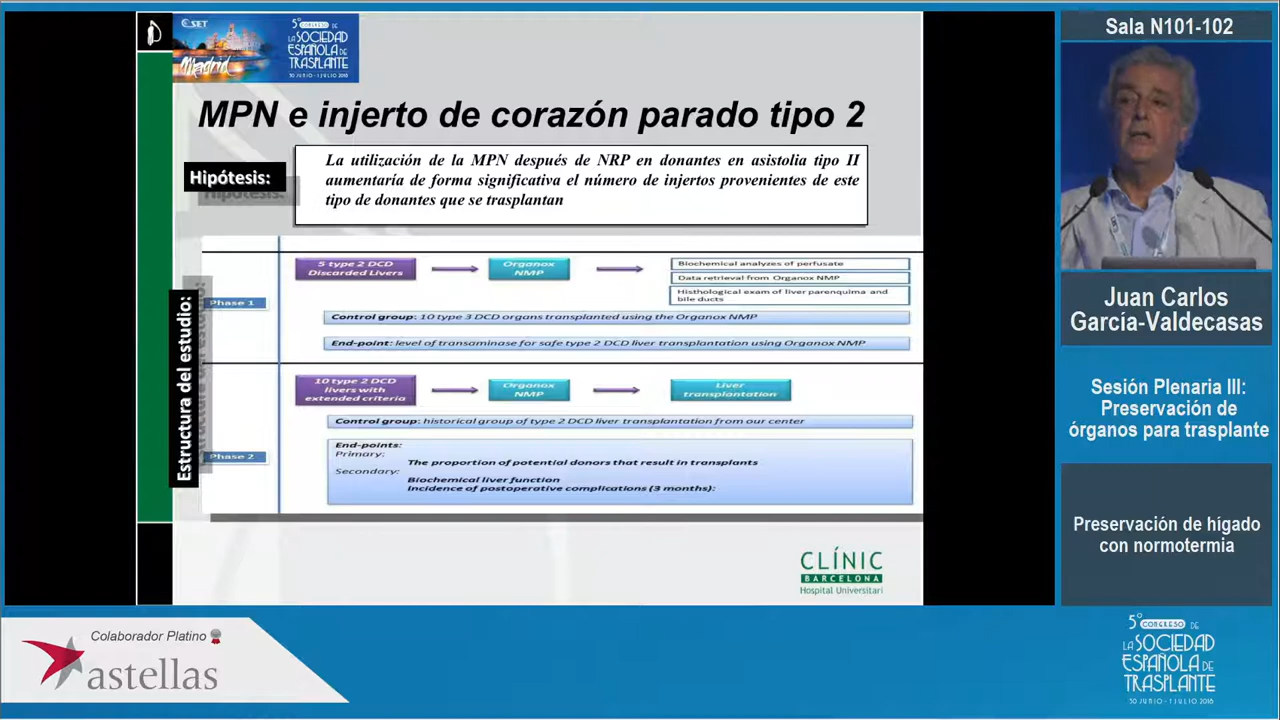 SET
5º CONGRESO DE
LA SOCIEDAD
ESPAÑOLA DE
TRASPLANTE
Madrid
30 JUNIO - 1 JULIO 2016
MPN e injerto de corazón parado tipo 2
Hipótesis:
La utilización de la MPN después de NRP en donantes en asistolia tipo II
aumentaría de forma significativa el número de injertos provenientes de este
tipo de donantes que se trasplantan
Estructura del estudio:
Phase 1
5 type 2 DCD
Discarded Livers
Organox
NMP
Biochemical analyzes of perfusate
Data retrieval from Organox NMP
Histhological exam of liver parenquima and
bile ducts
Control group: 10 type 3 DCD organs transplanted using the Organox NMP
End-point: level of transaminase for safe type 2 DCD liver transplantation using Organox NMP
Phase 2
10 type 2 DCD
livers with
extended criteria
Organox
NMP
Liver
transplantation
Control group: historical group of type 2 DCD liver transplantation from our center
End-points:
Primary:
The proportion of potential donors that result in transplants
Secondary:
Biochemical liver function
Incidence of postoperative complications (3 months):
CLÍNIC
BARCELONA
Hospital Universitari
Sala N101-102
Juan Carlos
García-Valdecasas
Sesión Plenaria III:
Preservación de
órganos para trasplante
Preservación de hígado
con normotermia
Colaborador Platino
astellas
5º CONGRESO DE
LA SOCIEDAD
ESPAÑOLA DE
TRASPLANTE
30 JUNIO - 1 JULIO 2016